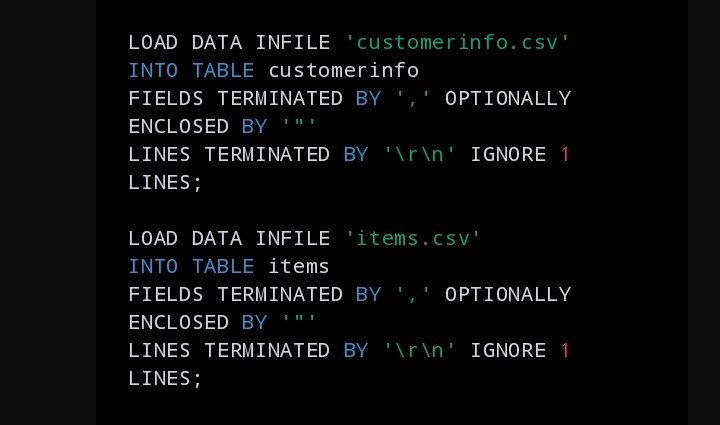 LOAD DATA INFILE 'customerinfo.csv'
INTO TABLE customerinfo
FIELDS TERMINATED BY ',' OPTIONALLY
ENCLOSED BY '"'
LINES TERMINATED BY '\r\n' IGNORE 1
LINES;

LOAD DATA INFILE 'items.csv'
INTO TABLE items
FIELDS TERMINATED BY ',' OPTIONALLY
ENCLOSED BY '"'
LINES TERMINATED BY '\r\n' IGNORE 1
LINES;